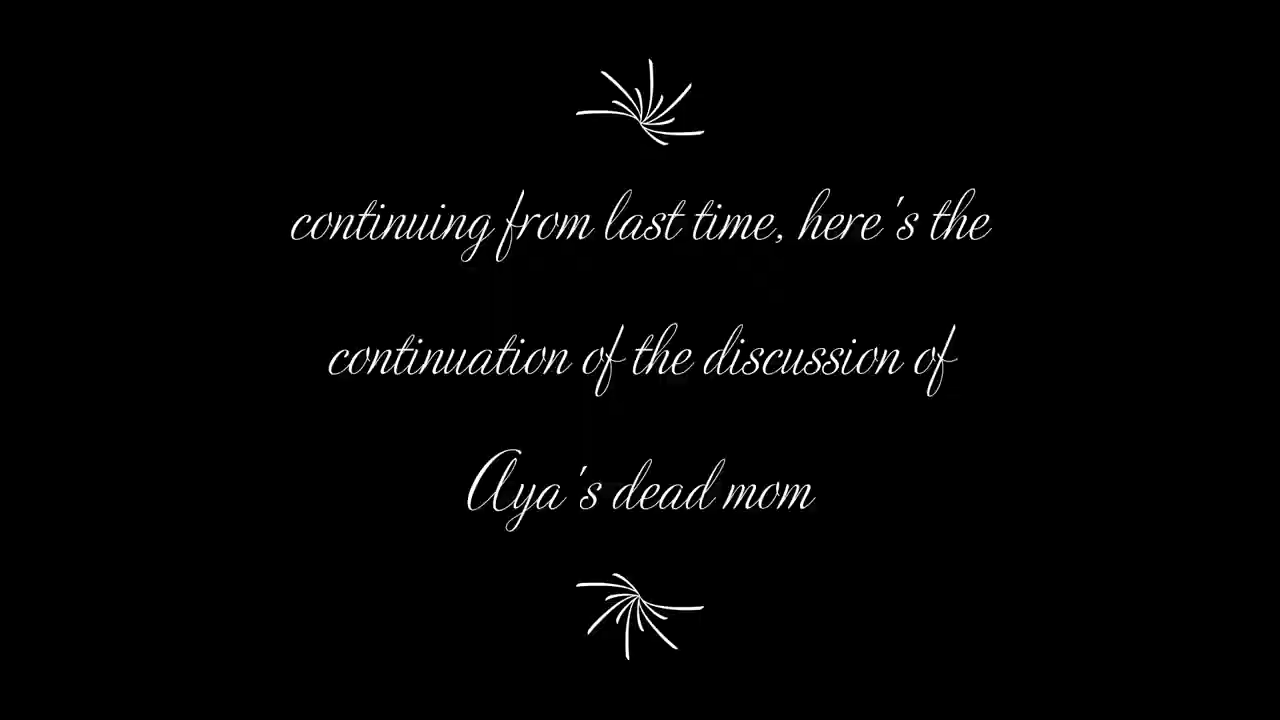 continuing from last time, here's the
continuation of the discussion of
Aya's dead mom